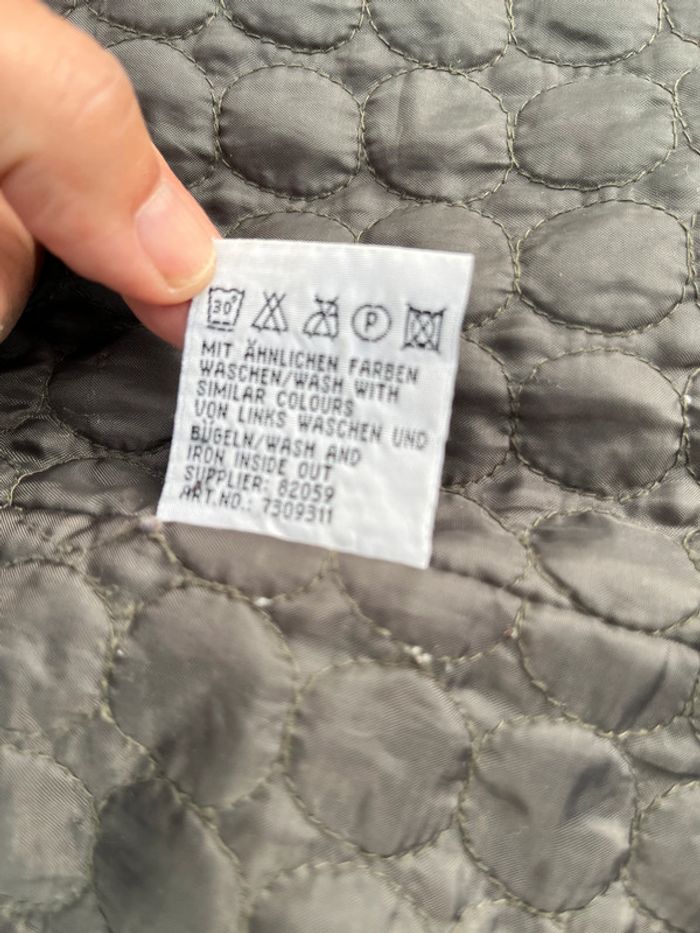 30°
P
MIT ÄHNLICHEN FARBEN
WASCHEN/WASH WITH
SIMILAR COLOURS
VON LINKS WASCHEN UND
BÜGELN/WASH AND
IRON INSIDE OUT
SUPPLIER: 82059
ART.NO.: 7309311